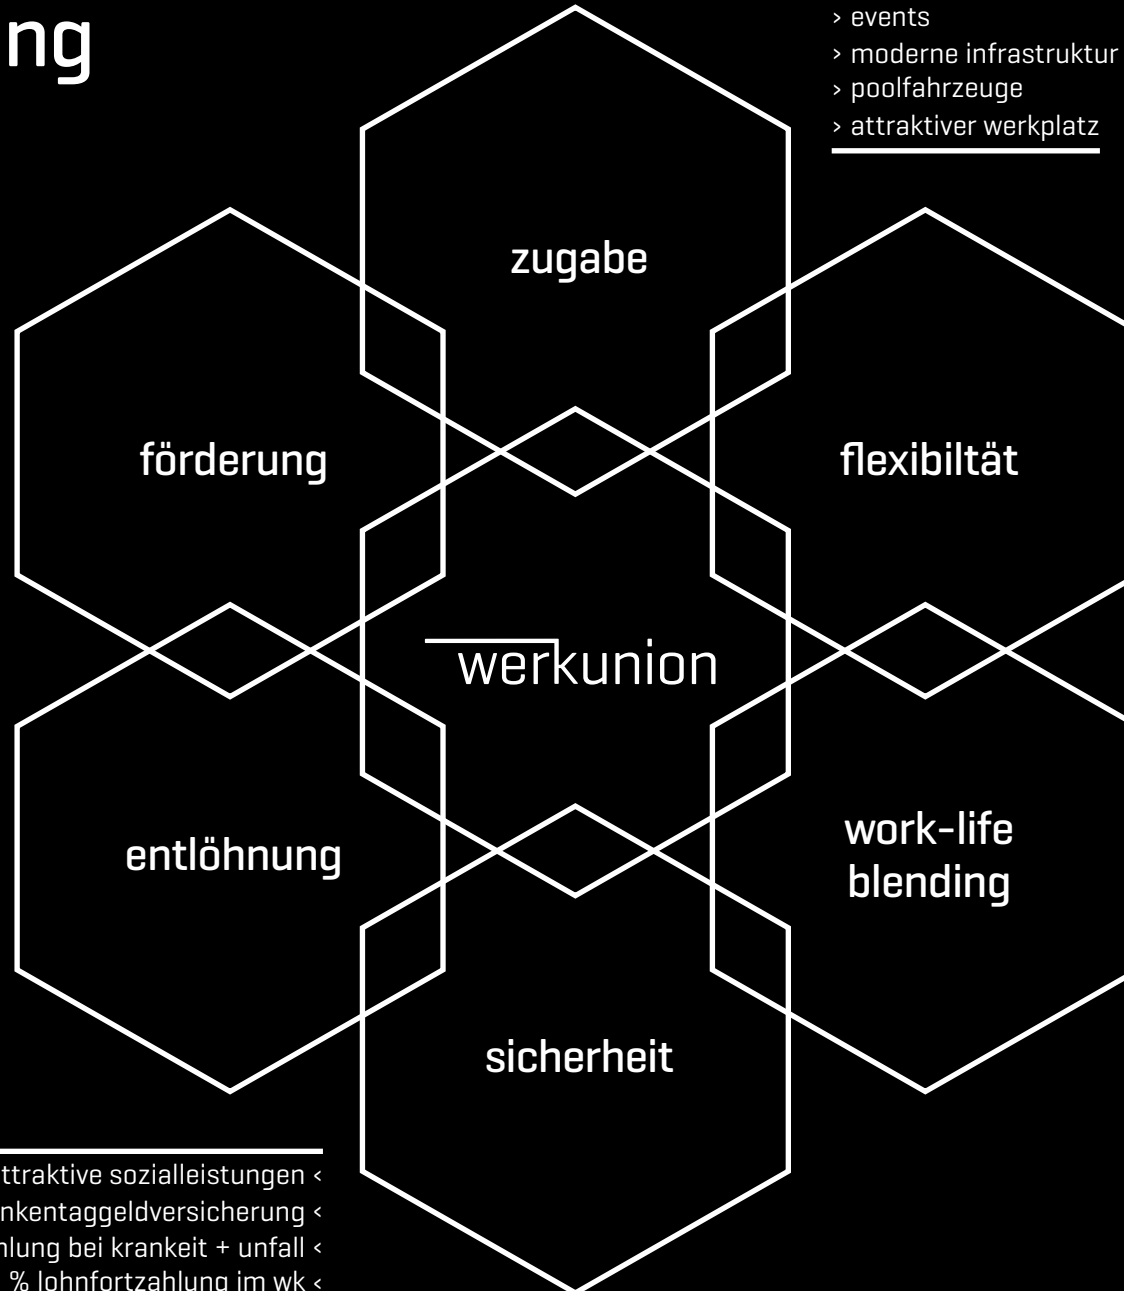 ng
› events
› moderne infrastruktur
› poolfahrzeuge
› attraktiver werkplatz
zugabe
förderung
flexibiltät
werkunion
entlöhnung
work-life
blending
sicherheit
ttraktive sozialleistungen ‹
nkentaggeldversicherung ‹
hlung bei krankeit + unfall ‹
% lohnfortzahlung im wk ‹